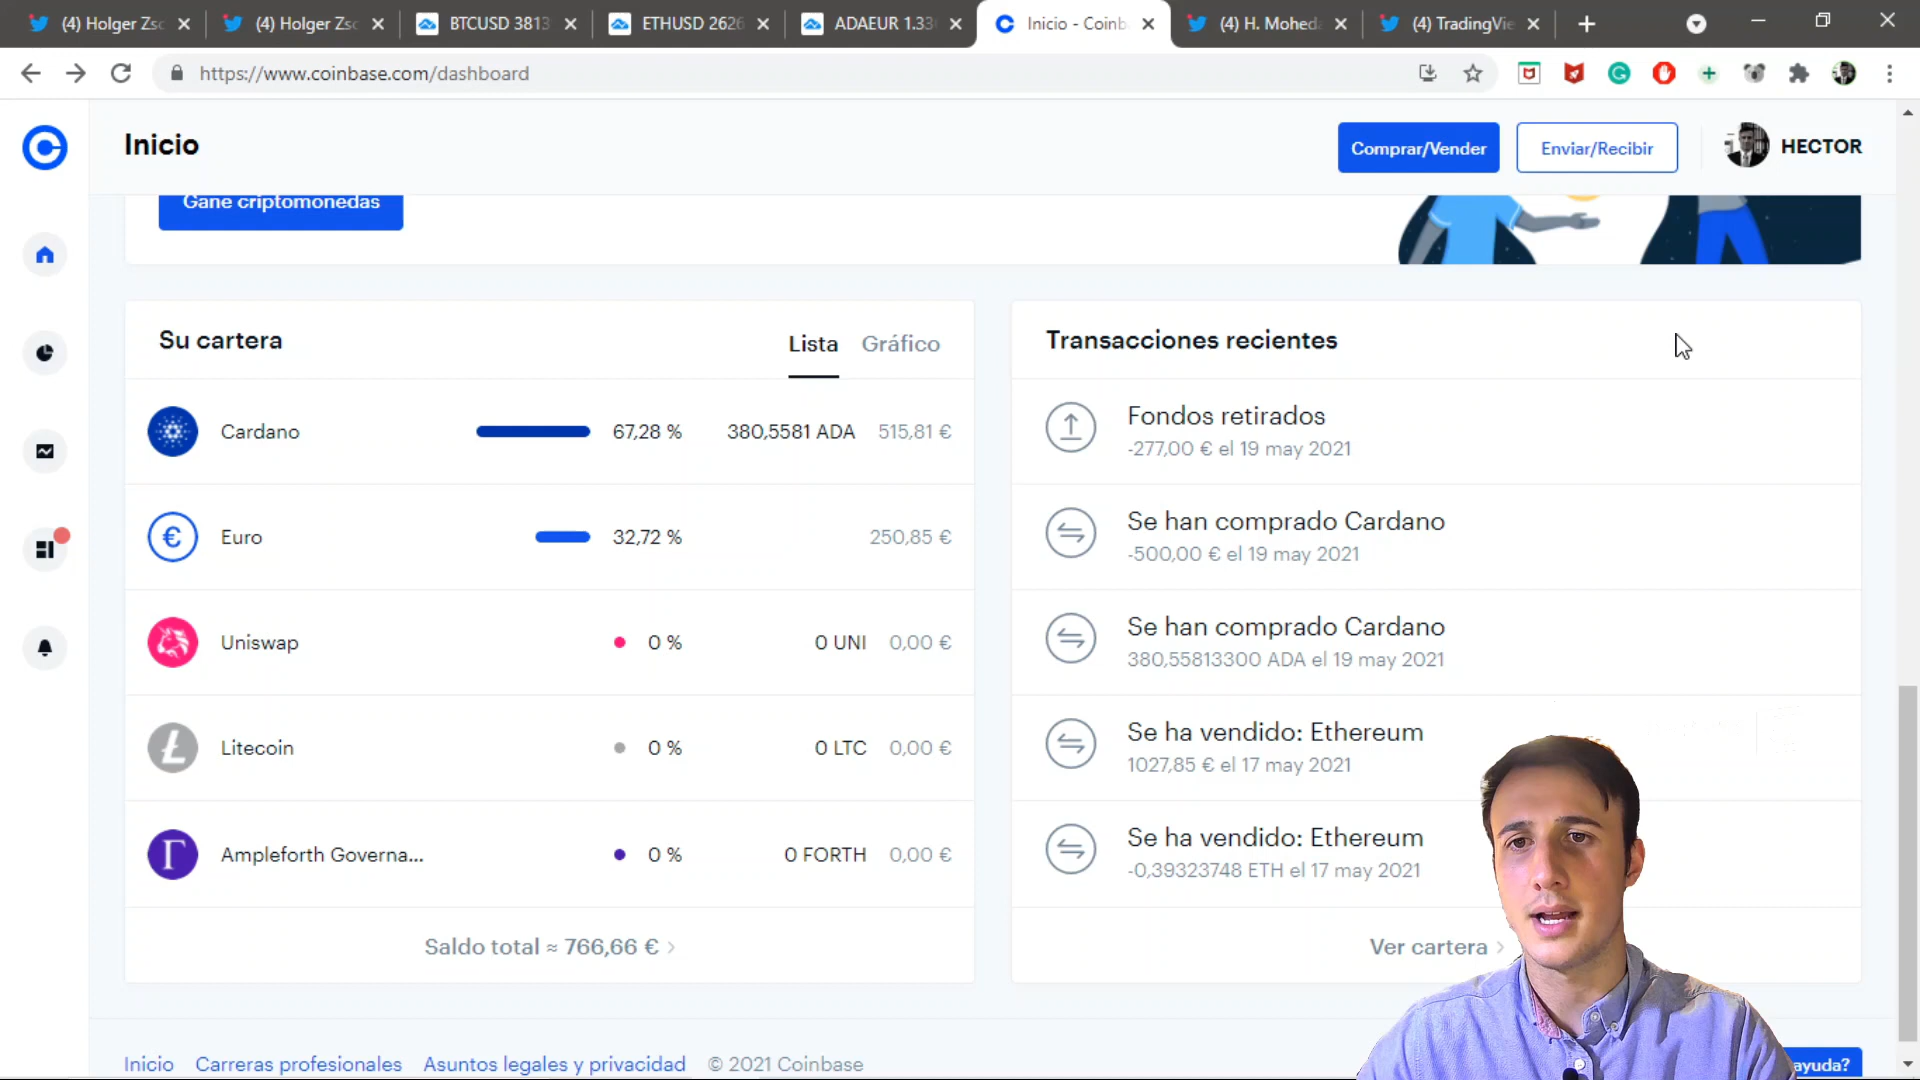 (4) Holger Zsc
(4) Holger Zsc
BTCUSD 3813
ETHUSD 2626
ADAEUR 1.33
Inicio - Coinb
(4) H. Moheda
(4) TradingVie
https://www.coinbase.com/dashboard
Inicio
Comprar/Vender
Enviar/Recibir
HECTOR
Gane criptomonedas
Su cartera
Lista
Gráfico
Cardano 67,28 % 380,5581 ADA 515,81 €
€ Euro 32,72 % 250,85 €
Uniswap 0 % 0 UNI 0,00 €
Litecoin 0 % 0 LTC 0,00 €
Ampleforth Governa... 0 % 0 FORTH 0,00 €
Saldo total ≈ 766,66 € >
Transacciones recientes
Fondos retirados
-277,00 € el 19 may 2021
Se han comprado Cardano
-500,00 € el 19 may 2021
Se han comprado Cardano
380,55813300 ADA el 19 may 2021
Se ha vendido: Ethereum
1027,85 € el 17 may 2021
Se ha vendido: Ethereum
-0,39323748 ETH el 17 may 2021
Ver cartera >
Inicio Carreras profesionales Asuntos legales y privacidad © 2021 Coinbase
ayuda?